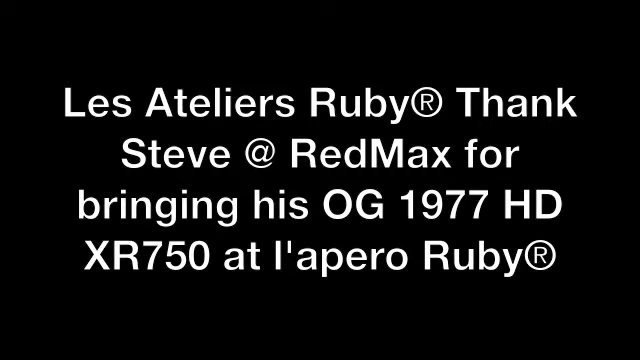 Les Ateliers Ruby® Thank
Steve @ RedMax for
bringing his OG 1977 HD
XR750 at l'apero Ruby®